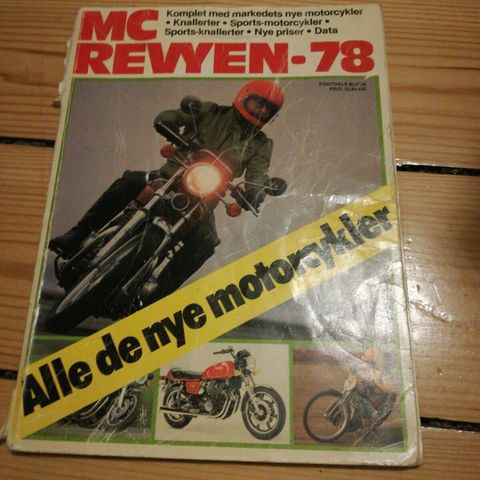 MC
REVYEN-78
Komplet med markedets nye motorcykler
• Knallerter • Sports-motorcykler •
Sports-knallerter • Nye priser • Data
Alle de nye motorcykler